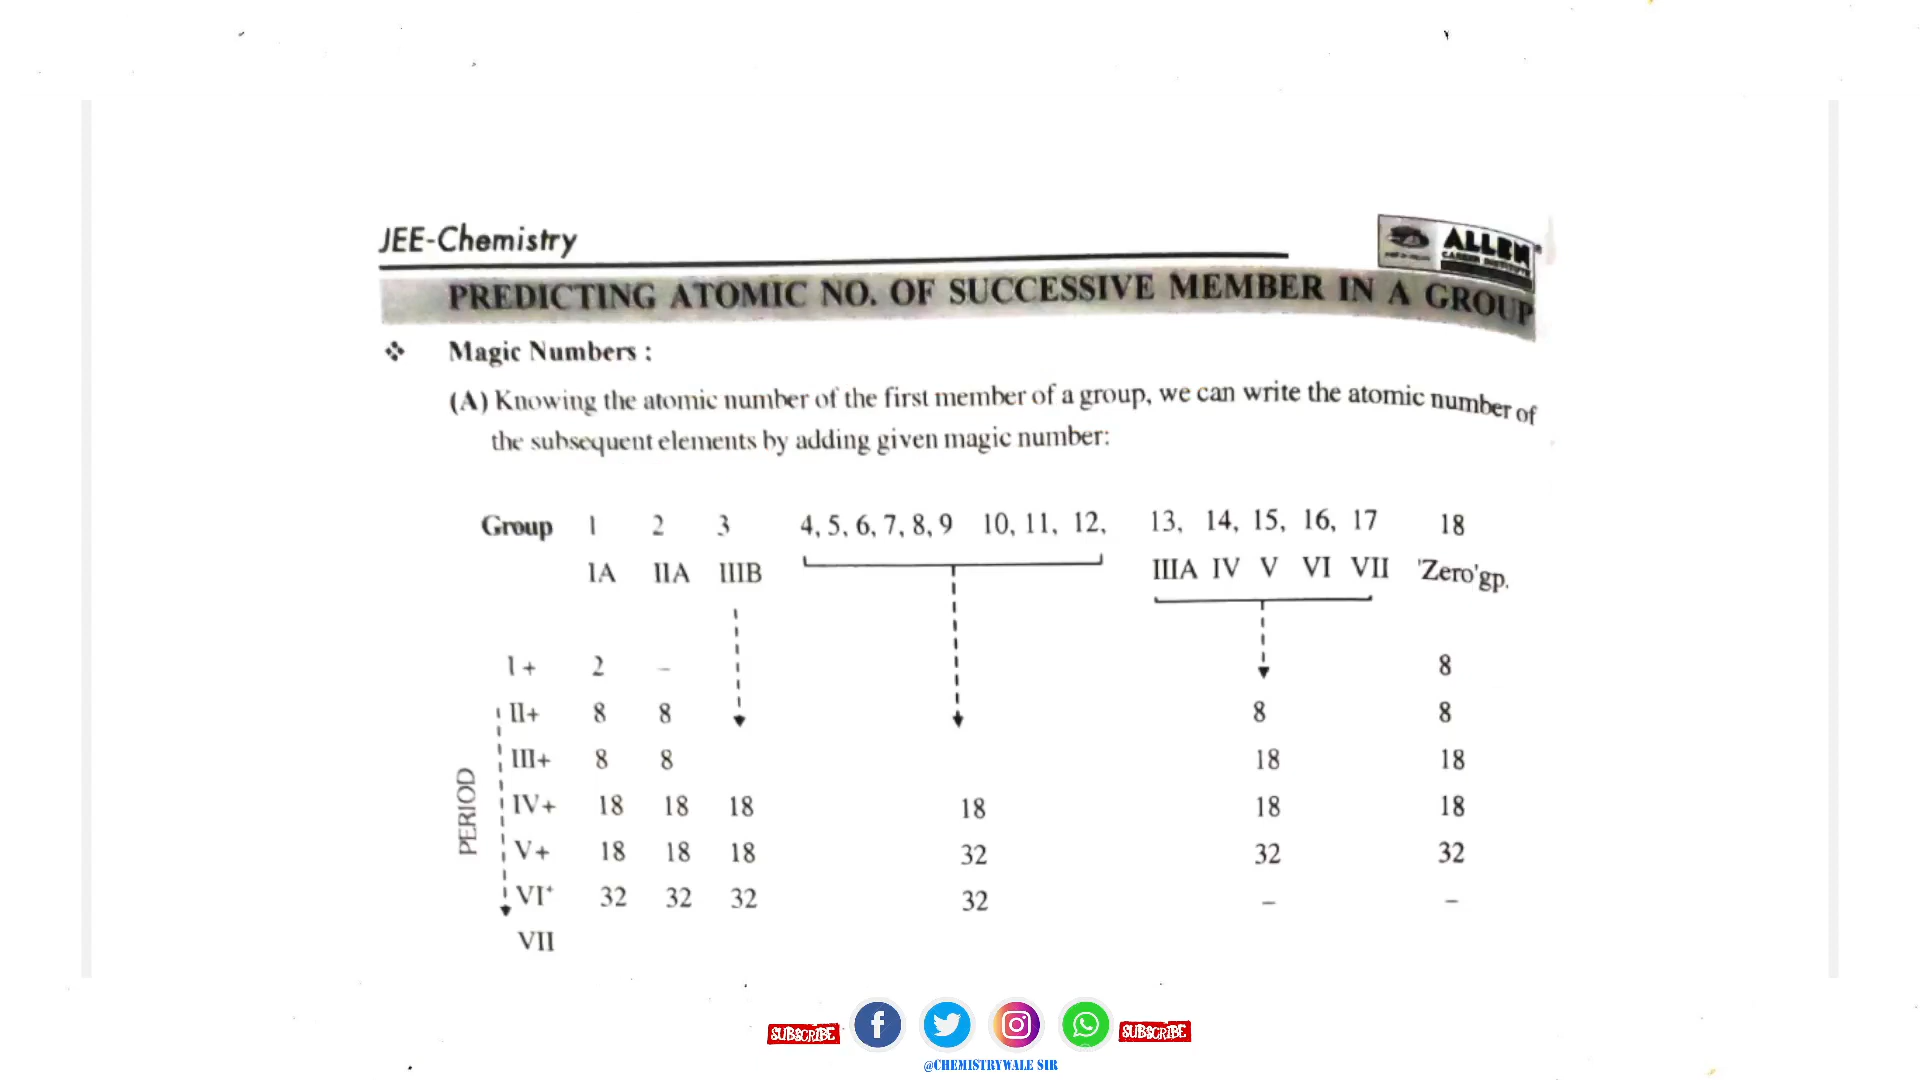 JEE-Chemistry
ALLEN
CAREER INSTITUTE
PREDICTING ATOMIC NO. OF SUCCESSIVE MEMBER IN A GROUP
❖ Magic Numbers :
(A) Knowing the atomic number of the first member of a group, we can write the atomic number of
the subsequent elements by adding given magic number:
Group 1 2 3 4, 5, 6, 7, 8, 9 10, 11, 12, 13, 14, 15, 16, 17 18
IA IIA IIIB IIIA IV V VI VII 'Zero'gp.
I + 2 – 8
II+ 8 8 8 8
III+ 8 8 18 18
IV+ 18 18 18 18 18 18
V+ 18 18 18 32 32 32
VI+ 32 32 32 32 – –
VII
PERIOD
SUBSCRIBE
SUBSCRIBE
@CHEMISTRYWALE SIR